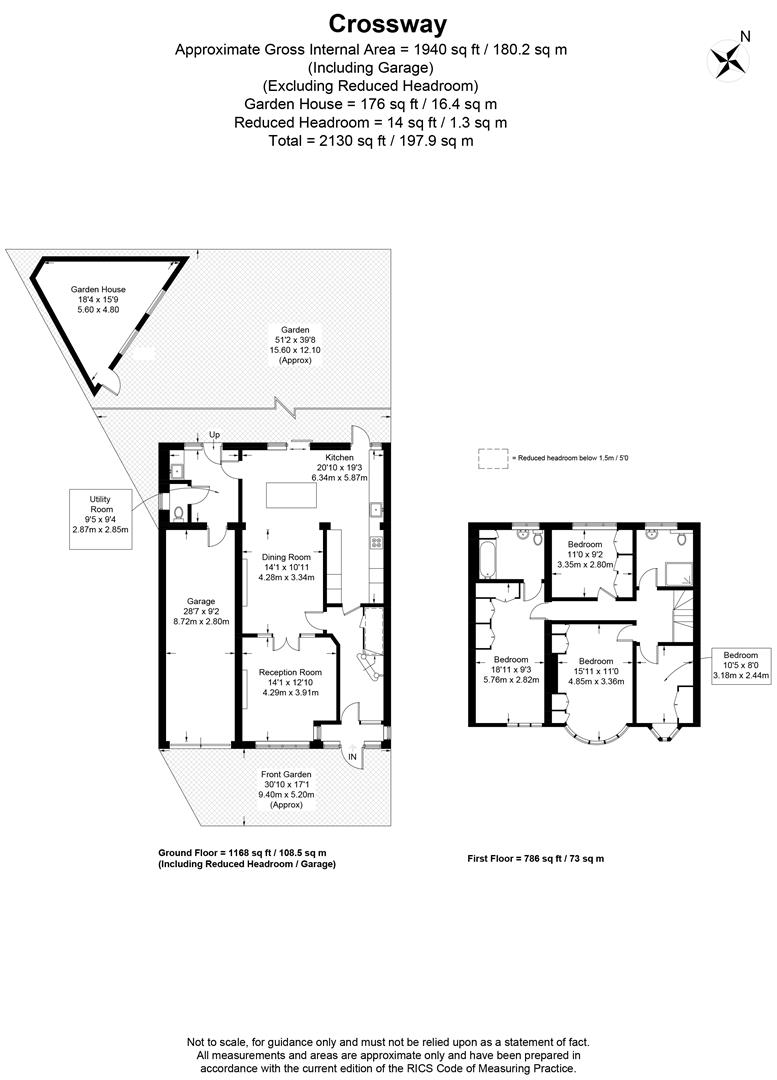 Crossway
Approximate Gross Internal Area = 1940 sq ft / 180.2 sq m
(Including Garage)
(Excluding Reduced Headroom)
Garden House = 176 sq ft / 16.4 sq m
Reduced Headroom = 14 sq ft / 1.3 sq m
Total = 2130 sq ft / 197.9 sq m
N
Garden House
18'4 x 15'9
5.60 x 4.80
Garden
51'2 x 39'8
15.60 x 12.10
(Approx)
Up
Kitchen
20'10 x 19'3
6.34m x 5.87m
= Reduced headroom below 1.5m / 5'0
Utility
Room
9'5 x 9'4
2.87m x 2.85m
Dining Room
14'1 x 10'11
4.28m x 3.34m
Garage
28'7 x 9'2
8.72m x 2.80m
Reception Room
14'1 x 12'10
4.29m x 3.91m
IN
Front Garden
30'10 x 17'1
9.40m x 5.20m
(Approx)
Bedroom
11'0 x 9'2
3.35m x 2.80m
Bedroom
18'11 x 9'3
5.76m x 2.82m
Bedroom
15'11 x 11'0
4.85m x 3.36m
Bedroom
10'5 x 8'0
3.18m x 2.44m
Ground Floor = 1168 sq ft / 108.5 sq m
(Including Reduced Headroom / Garage)
First Floor = 786 sq ft / 73 sq m
Not to scale, for guidance only and must not be relied upon as a statement of fact.
All measurements and areas are approximate only and have been prepared in
accordance with the current edition of the RICS Code of Measuring Practice.